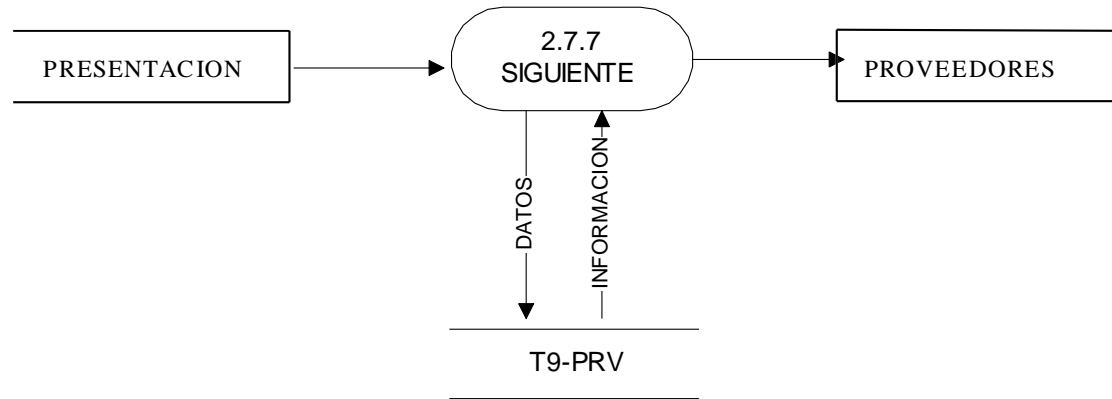 PRESENTACION
2.7.7
SIGUIENTE
PROVEEDORES
DATOS
INFORMACION
T9-PRV